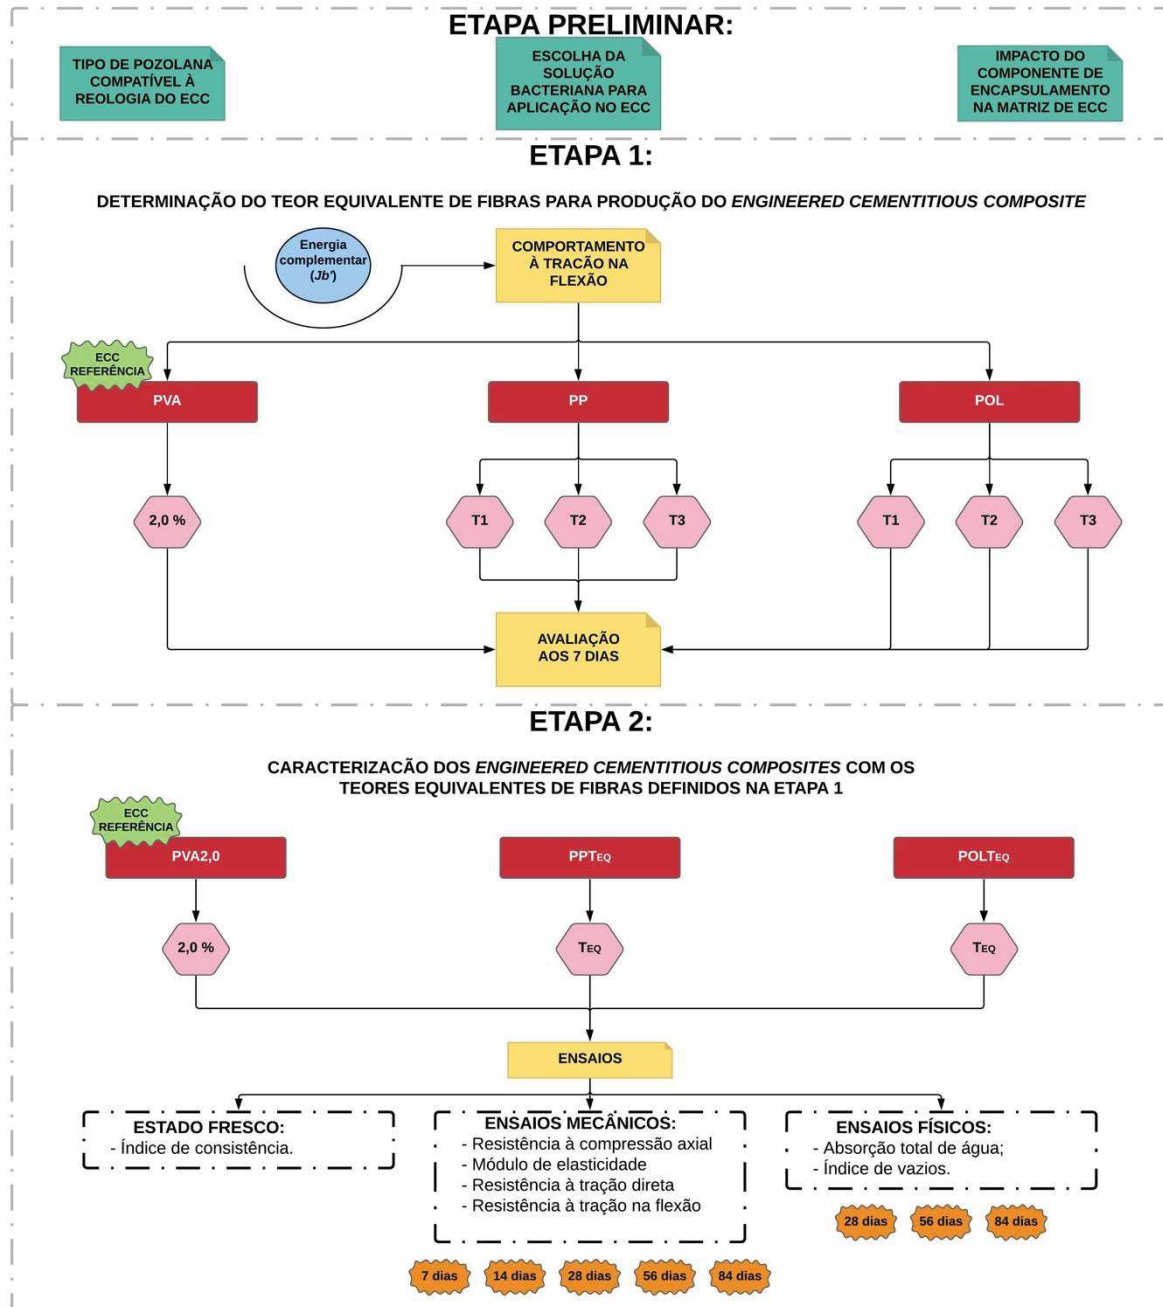 ETAPA PRELIMINAR:
TIPO DE POZOLANA
COMPATÍVEL À
REOLOGIA DO ECC
ESCOLHA DA
SOLUÇÃO
BACTERIANA PARA
APLICAÇÃO NO ECC
IMPACTO DO
COMPONENTE DE
ENCAPSULAMENTO
NA MATRIZ DE ECC
ETAPA 1:
DETERMINAÇÃO DO TEOR EQUIVALENTE DE FIBRAS PARA PRODUÇÃO DO ENGINEERED CEMENTITIOUS COMPOSITE
Energia
complementar
(Jb')
COMPORTAMENTO
À TRACÃO NA
FLEXÃO
ECC
REFERÊNCIA
PVA
PP
POL
2,0 %
T1
T2
T3
T1
T2
T3
AVALIAÇÃO
AOS 7 DIAS
ETAPA 2:
CARACTERIZACÃO DOS ENGINEERED CEMENTITIOUS COMPOSITES COM OS
TEORES EQUIVALENTES DE FIBRAS DEFINIDOS NA ETAPA 1
ECC
REFERÊNCIA
PVA2,0
PPTEQ
POLTEQ
2,0 %
TEQ
TEQ
ENSAIOS
ESTADO FRESCO:
- Índice de consistência.
ENSAIOS MECÂNICOS:
- Resistência à compressão axial
- Módulo de elasticidade
- Resistência à tração direta
- Resistência à tração na flexão
7 dias
14 dias
28 dias
56 dias
84 dias
ENSAIOS FÍSICOS:
- Absorção total de água;
- Índice de vazios.
28 dias
56 dias
84 dias